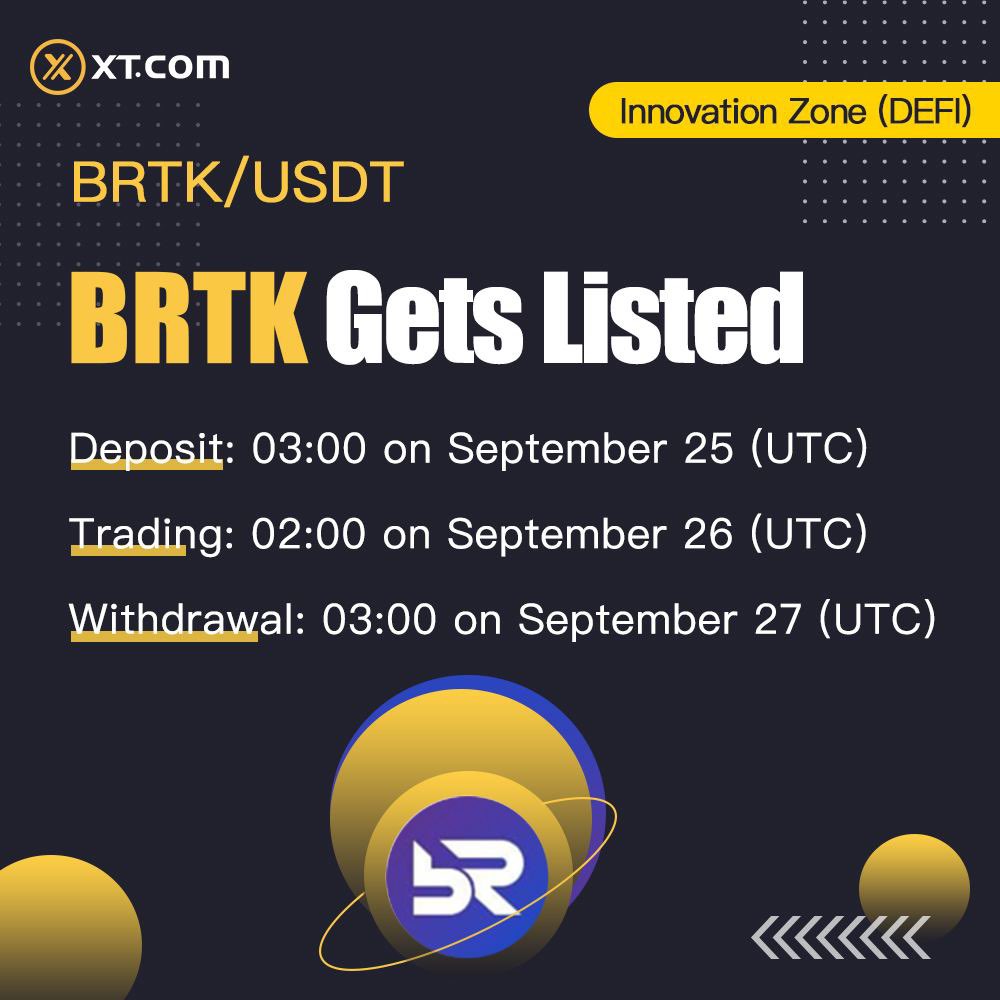 XT.COM
Innovation Zone (DEFI)
BRTK/USDT
BRTK Gets Listed
Deposit: 03:00 on September 25 (UTC)
Trading: 02:00 on September 26 (UTC)
Withdrawal: 03:00 on September 27 (UTC)
bR